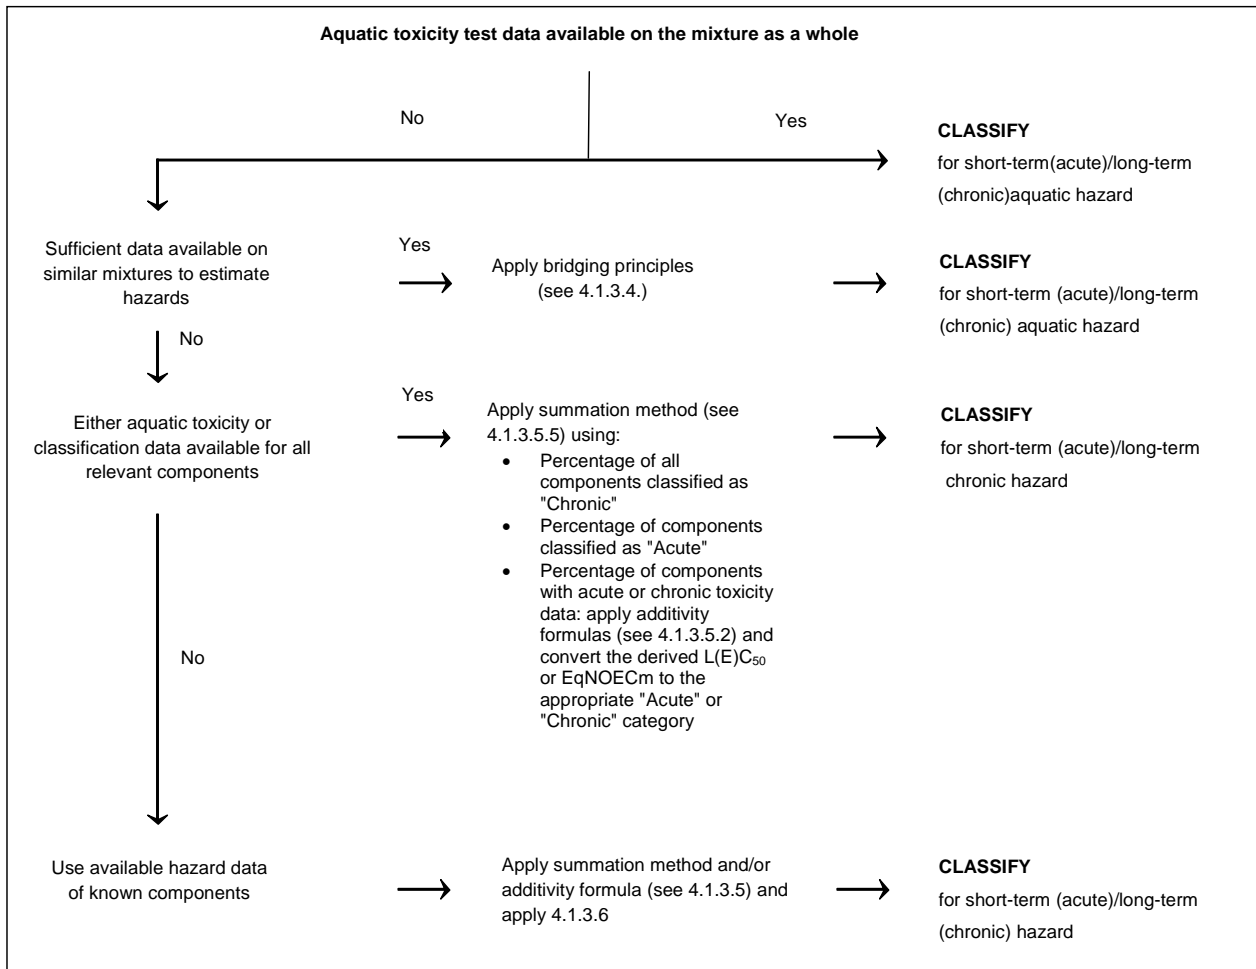 Aquatic toxicity test data available on the mixture as a whole
No
Yes
CLASSIFY
for short-term(acute)/long-term
(chronic)aquatic hazard
Sufficient data available on
similar mixtures to estimate
hazards
Yes
Apply bridging principles
(see 4.1.3.4.)
CLASSIFY
for short-term (acute)/long-term
(chronic) aquatic hazard
No
Either aquatic toxicity or
classification data available for all
relevant components
Yes
Apply summation method (see
4.1.3.5.5) using:
• Percentage of all
components classified as
"Chronic"
• Percentage of components
classified as "Acute"
• Percentage of components
with acute or chronic toxicity
data: apply additivity
formulas (see 4.1.3.5.2) and
convert the derived L(E)C₅₀
or EqNOECm to the
appropriate "Acute" or
"Chronic" category
CLASSIFY
for short-term (acute)/long-term
chronic hazard
No
Use available hazard data
of known components
Apply summation method and/or
additivity formula (see 4.1.3.5) and
apply 4.1.3.6
CLASSIFY
for short-term (acute)/long-term
(chronic) hazard